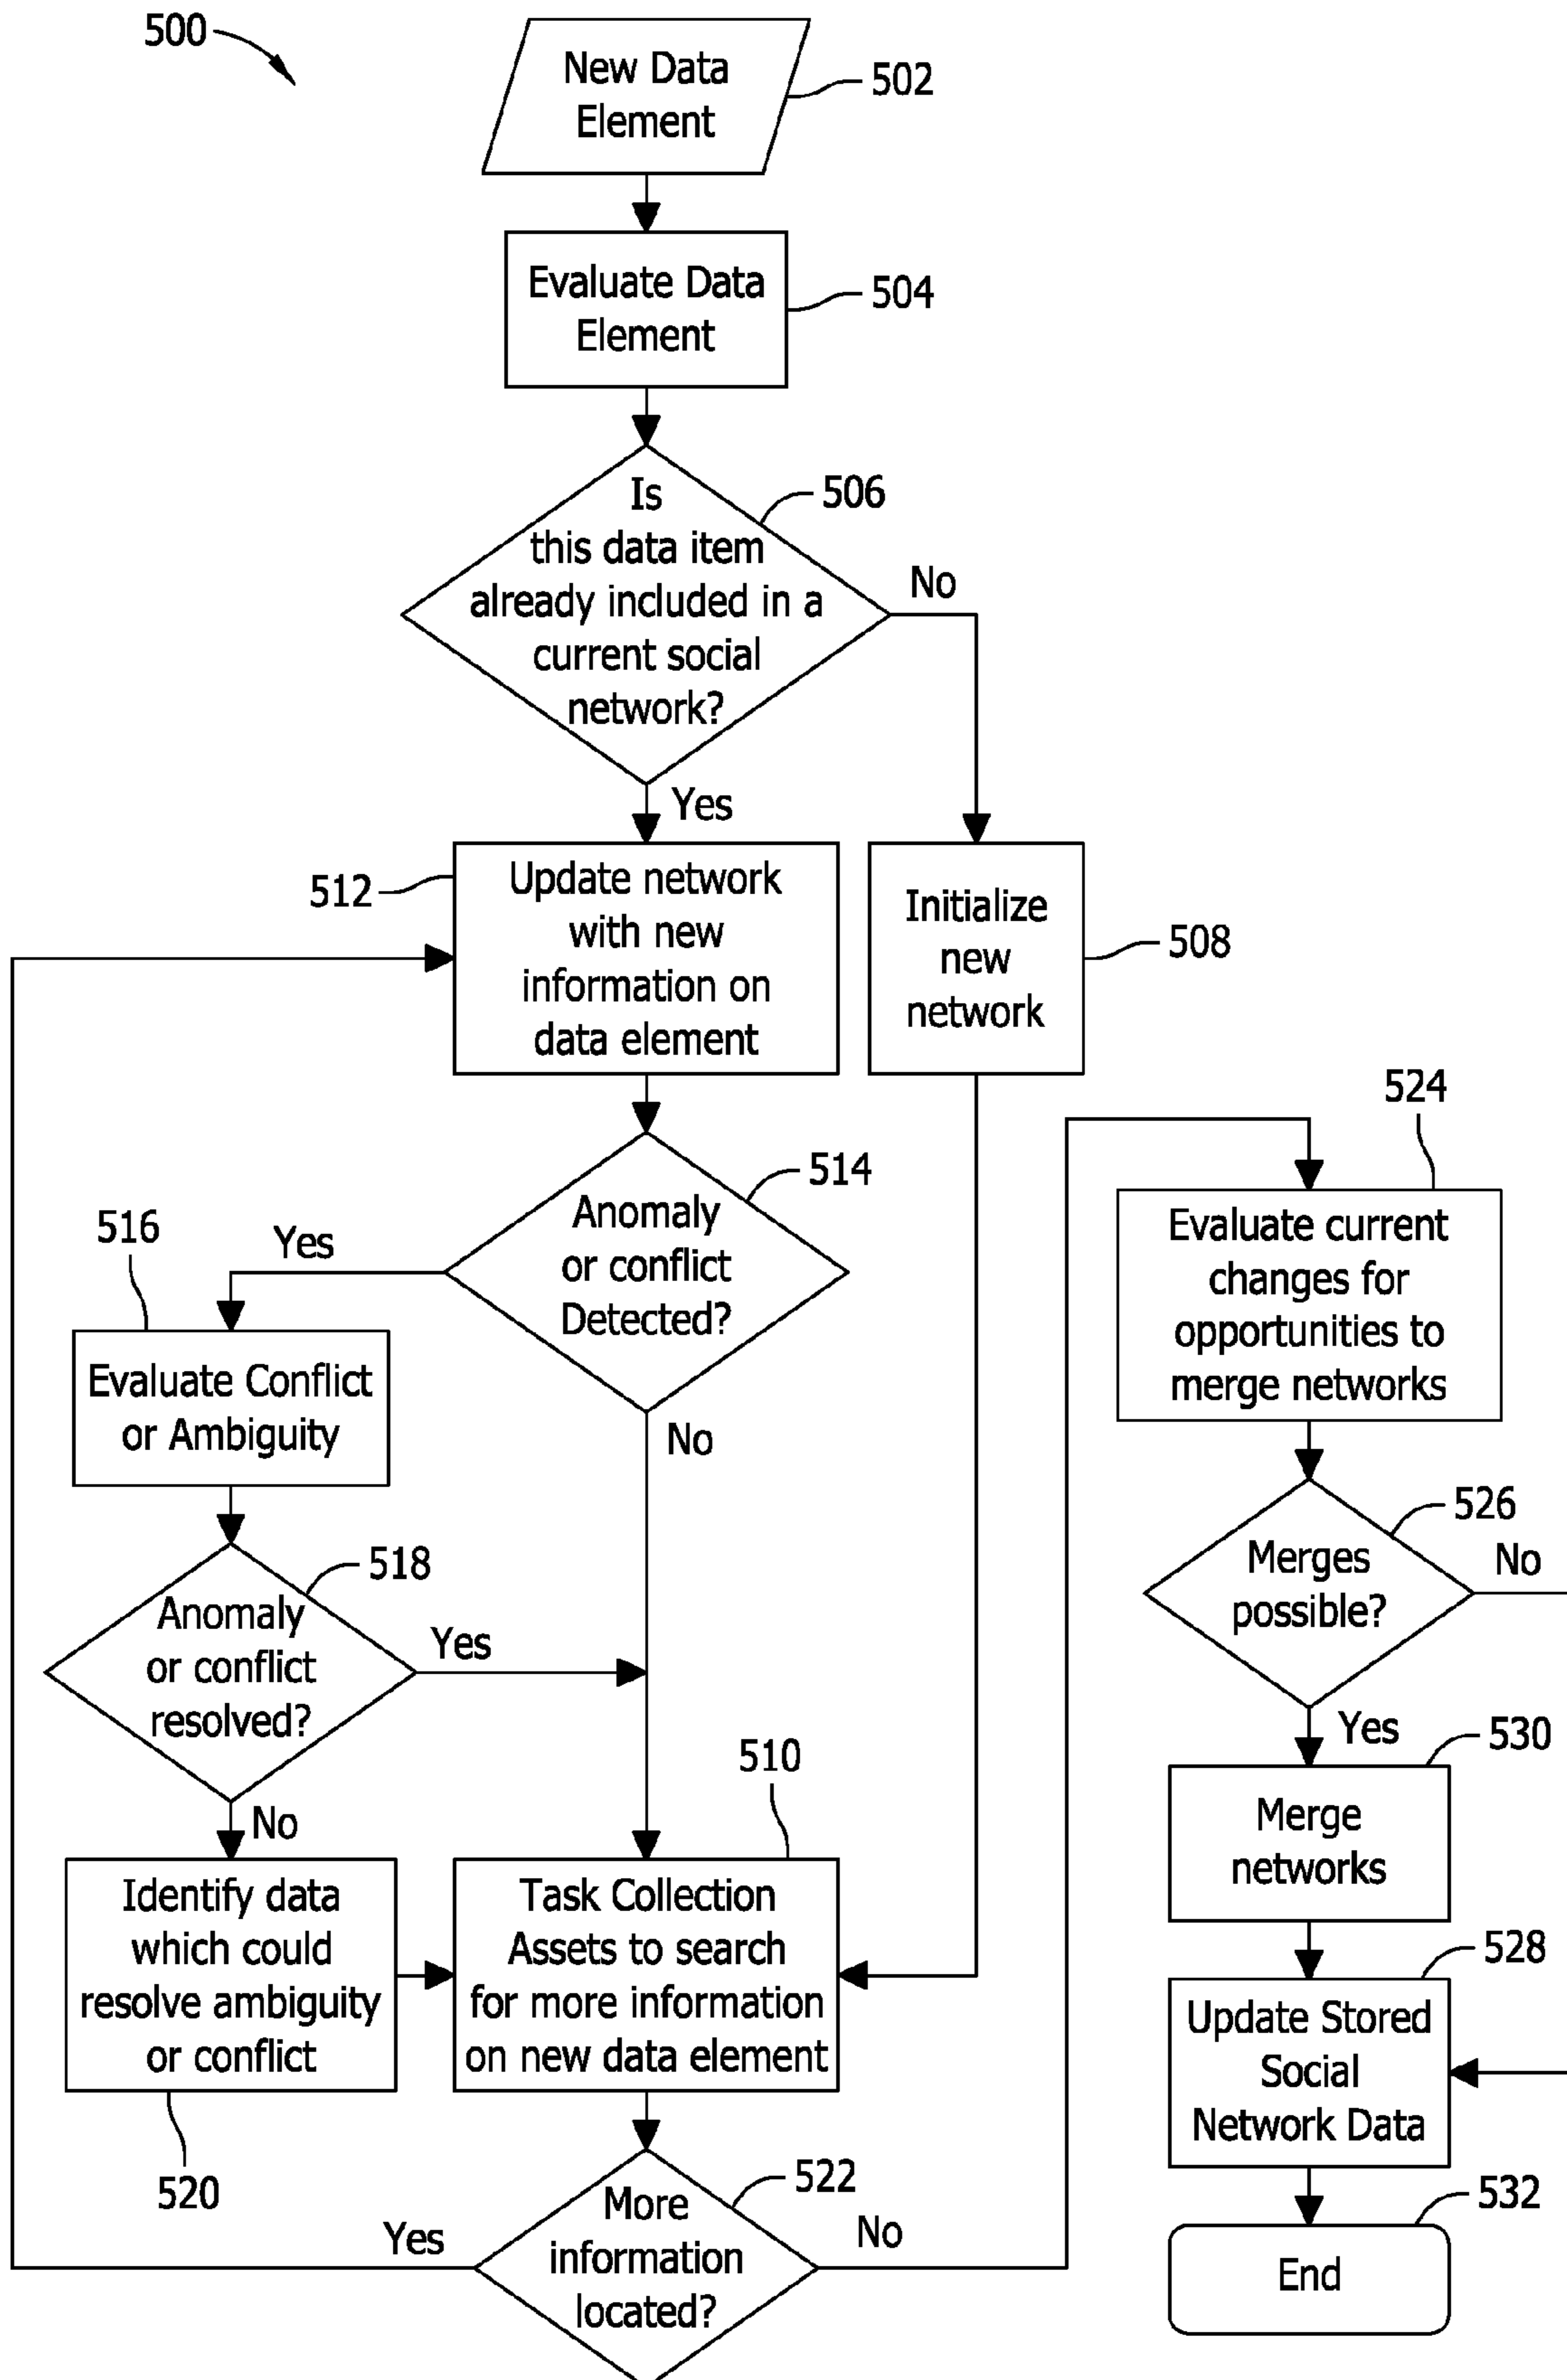 500
New Data
Element
502
Evaluate Data
Element
504
Is
this data item
already included in a
current social
network?
506
No
Yes
512
Update network
with new
information on
data element
Initialize
new
network
508
514
Anomaly
or conflict
Detected?
Yes
No
516
Evaluate Conflict
or Ambiguity
518
Anomaly
or conflict
resolved?
Yes
No
Identify data
which could
resolve ambiguity
or conflict
520
510
Task Collection
Assets to search
for more information
on new data element
522
More
information
located?
Yes
No
524
Evaluate current
changes for
opportunities to
merge networks
526
Merges
possible?
No
Yes
530
Merge
networks
528
Update Stored
Social
Network Data
532
End